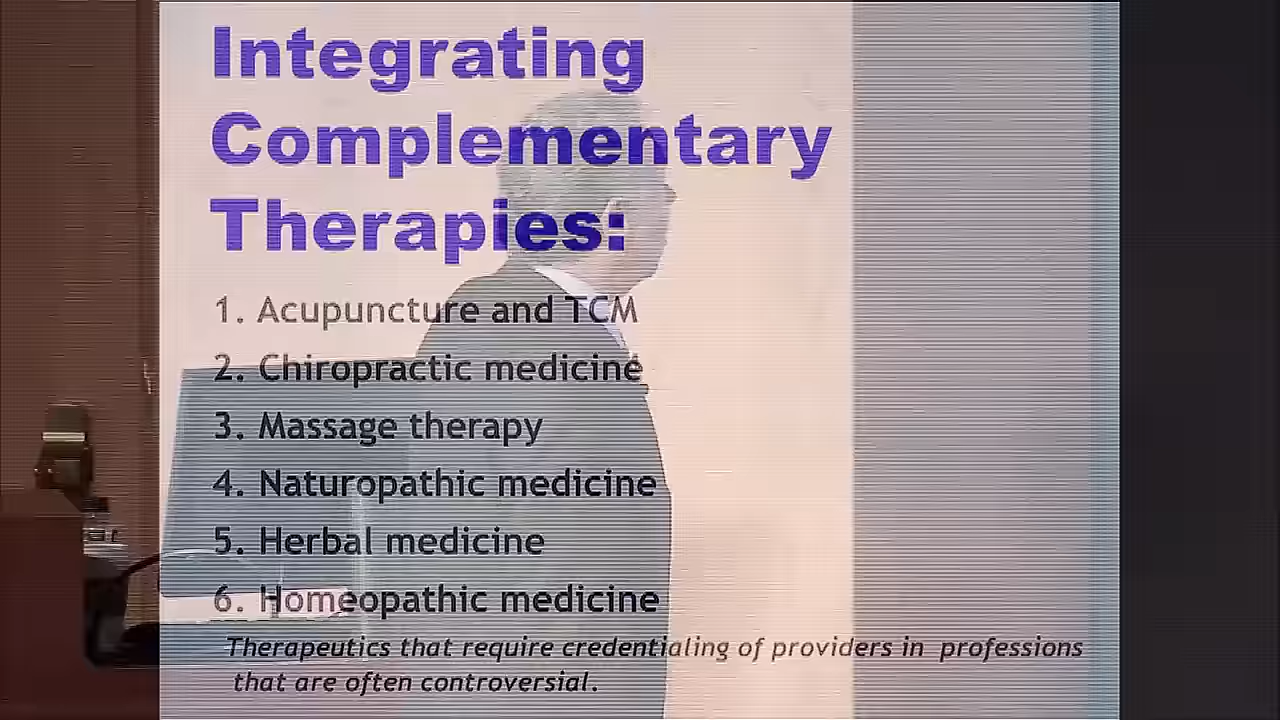 Integrating
Complementary
Therapies:
1. Acupuncture and TCM
2. Chiropractic medicine
3. Massage therapy
4. Naturopathic medicine
5. Herbal medicine
6. Homeopathic medicine
Therapeutics that require credentialing of providers in professions
that are often controversial.